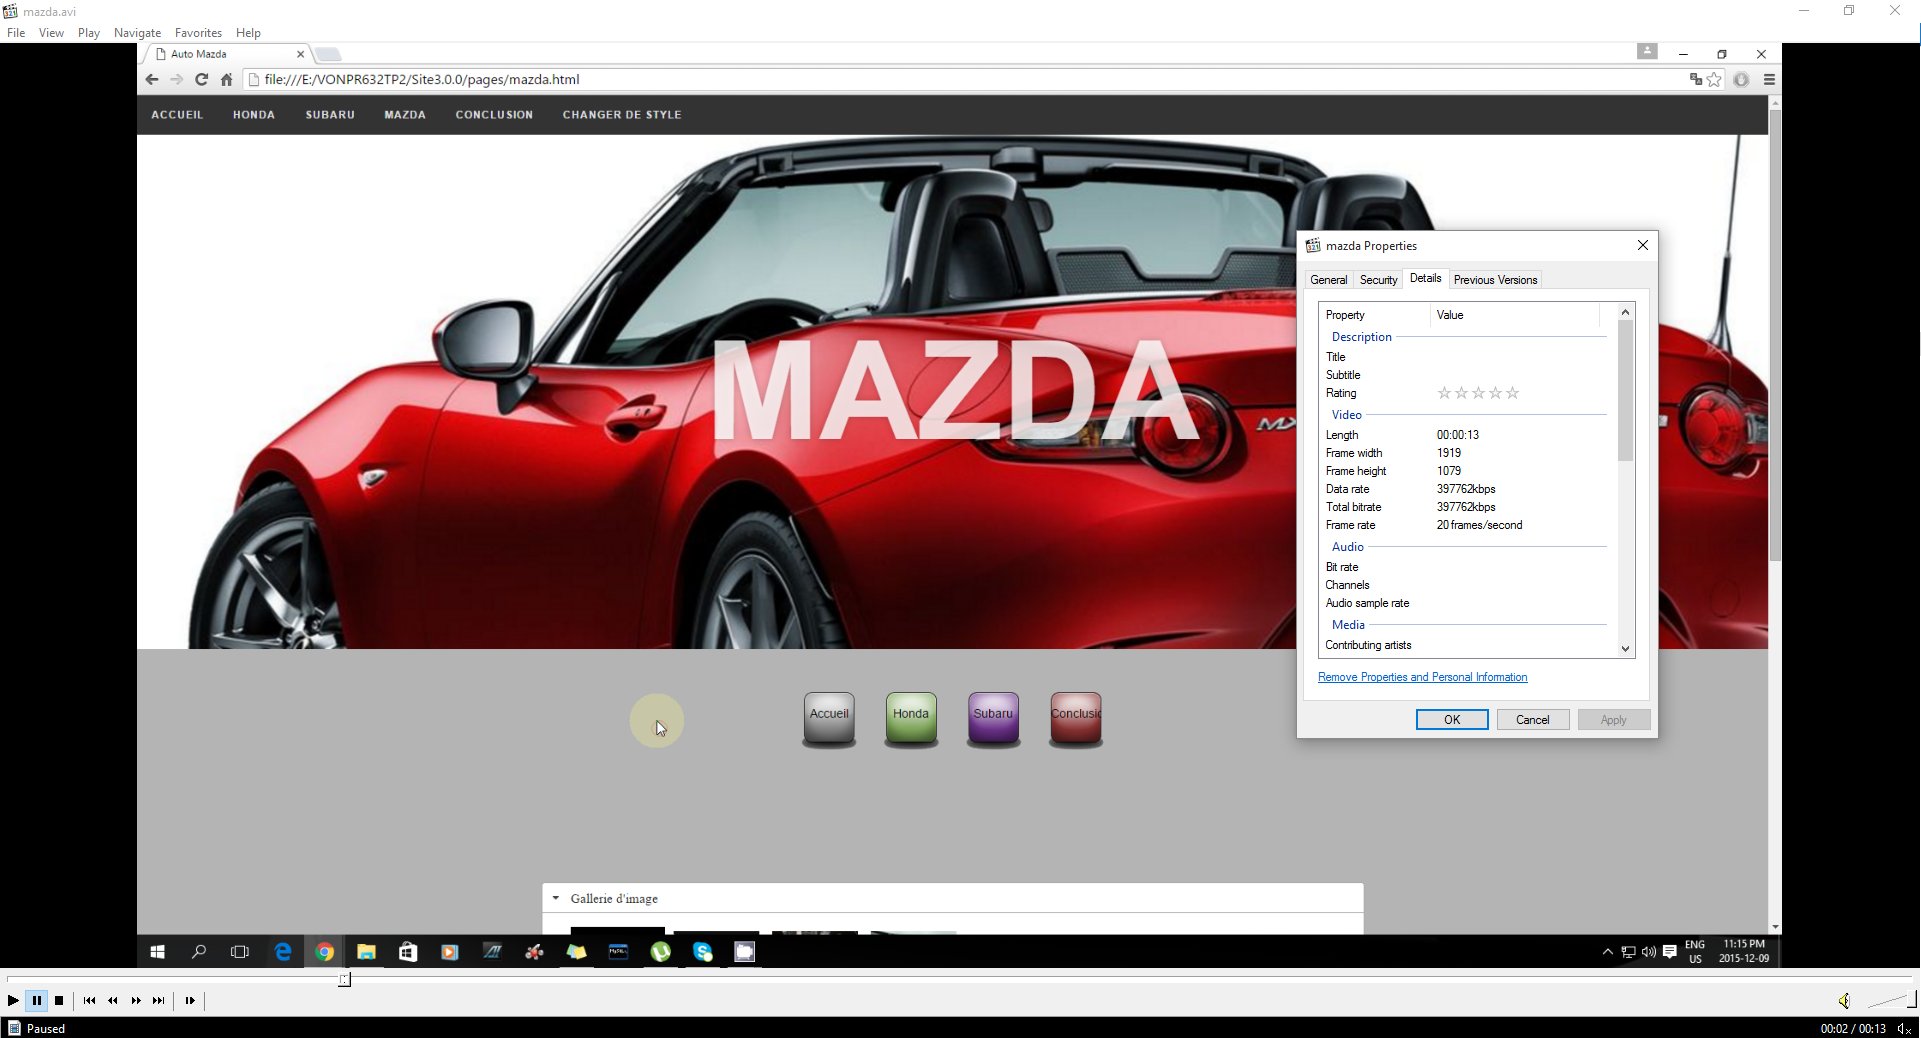 mazda.avi
File View Play Navigate Favorites Help
Auto Mazda
file:///E:/VONPR632TP2/Site3.0.0/pages/mazda.html
ACCUEIL HONDA SUBARU MAZDA CONCLUSION CHANGER DE STYLE
MAZDA
MX
mazda Properties
General Security Details Previous Versions
Property Value
Description
Title
Subtitle
Rating
Video
Length 00:00:13
Frame width 1919
Frame height 1079
Data rate 397762kbps
Total bitrate 397762kbps
Frame rate 20 frames/second
Audio
Bit rate
Channels
Audio sample rate
Media
Contributing artists
Remove Properties and Personal Information
OK Cancel Apply
Accueil Honda Subaru Conclusic
Gallerie d'image
ENG
US
11:15 PM
2015-12-09
Paused
00:02 / 00:13